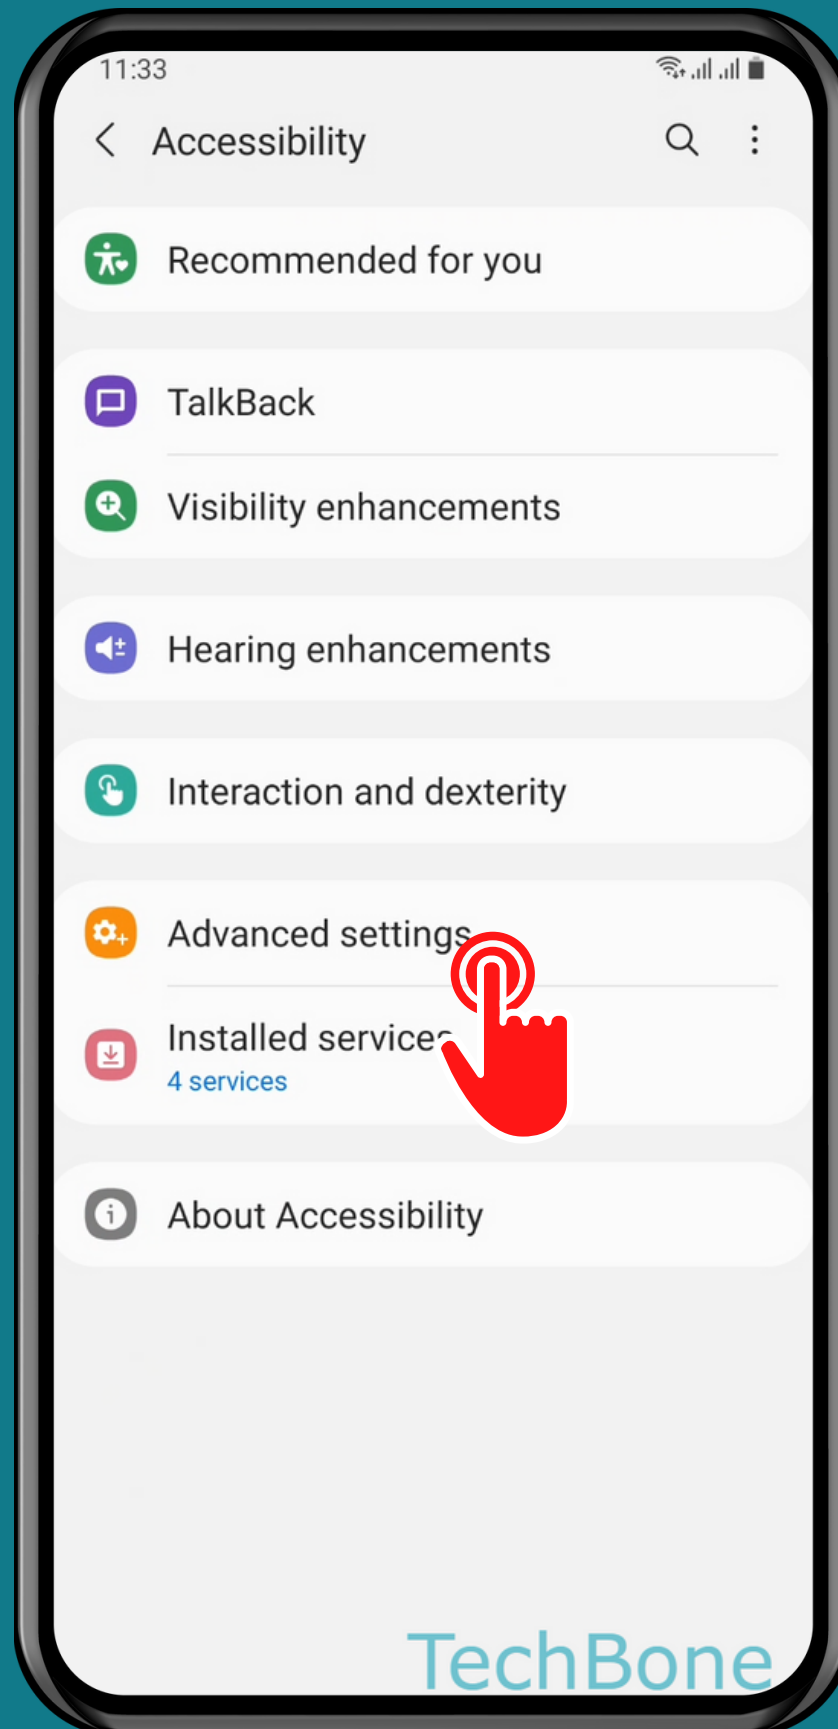 11:33
Accessibility
Recommended for you
TalkBack
Visibility enhancements
Hearing enhancements
Interaction and dexterity
Advanced settings
Installed services
4 services
About Accessibility
TechBone